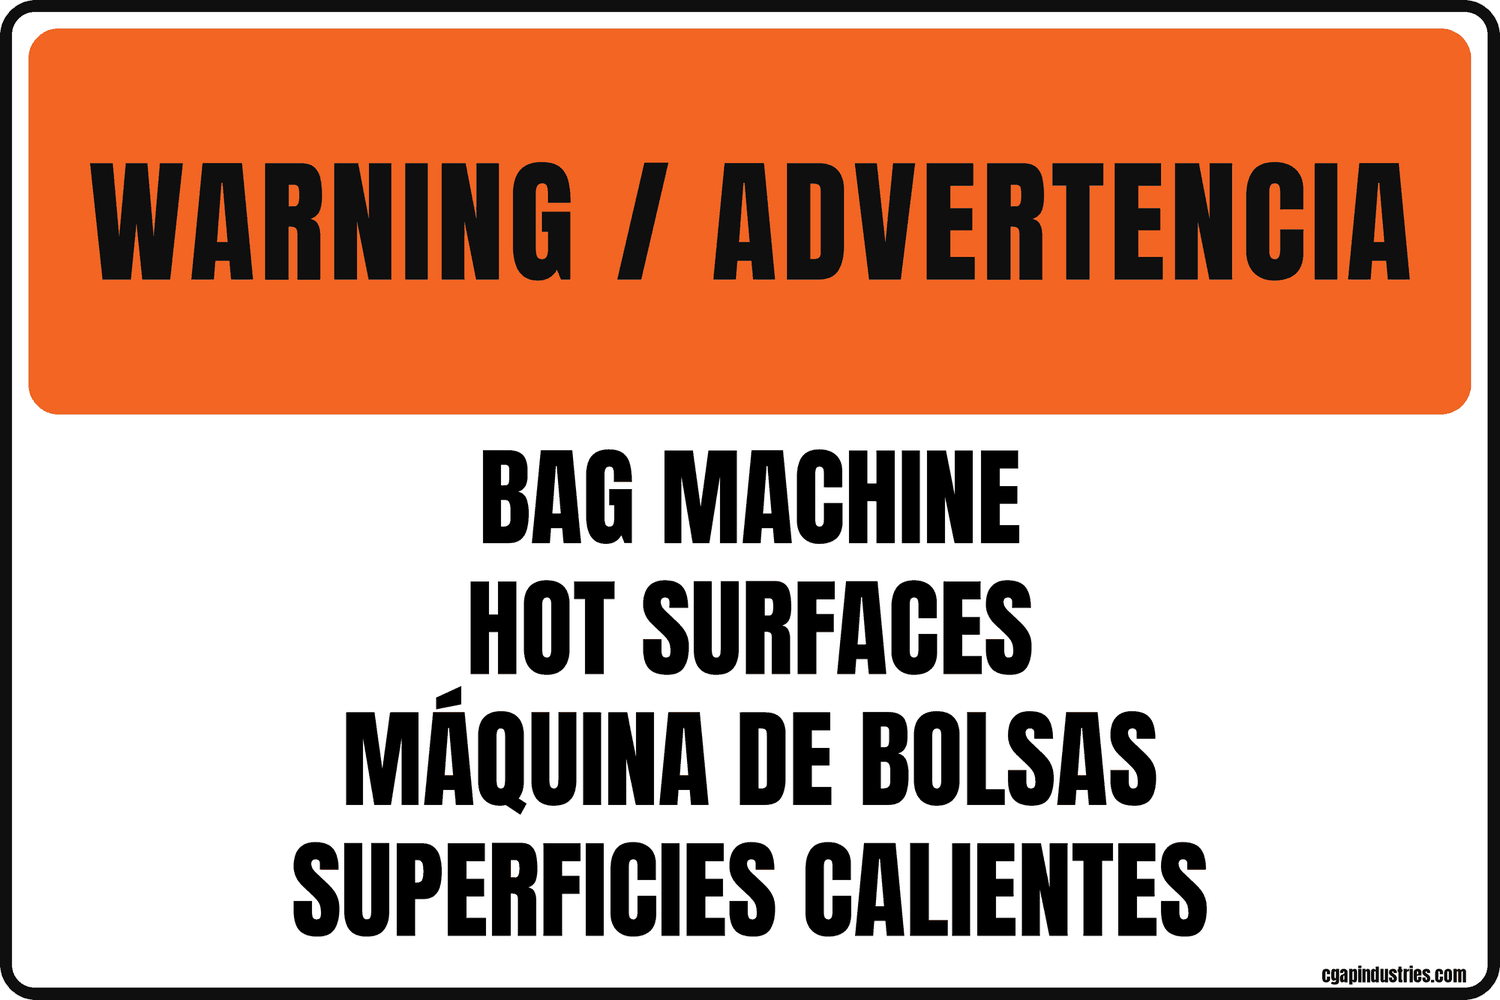 WARNING / ADVERTENCIA
BAG MACHINE
HOT SURFACES
MÁQUINA DE BOLSAS
SUPERFICIES CALIENTES
cgapindustries.com